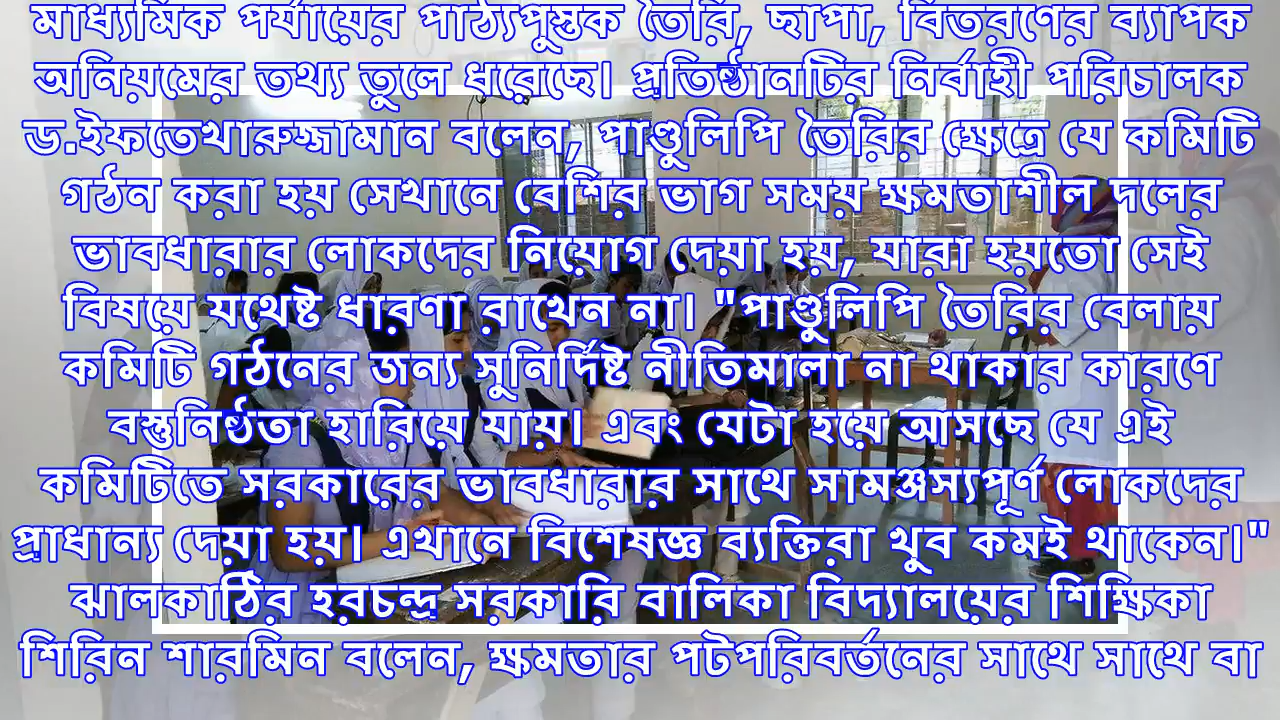 মাধ্যমিক পর্যায়ের পাঠ্যপুস্তক তৈরি, ছাপা, বিতরণের ব্যাপক
অনিয়মের তথ্য তুলে ধরেছে। প্রতিষ্ঠানটির নির্বাহী পরিচালক
ড.ইফতেখারুজ্জামান বলেন, পাণ্ডুলিপি তৈরির ক্ষেত্রে যে কমিটি
গঠন করা হয় সেখানে বেশির ভাগ সময় ক্ষমতাশীল দলের
ভাবধারার লোকদের নিয়োগ দেয়া হয়, যারা হয়তো সেই
বিষয়ে যথেষ্ট ধারণা রাখেন না। "পাণ্ডুলিপি তৈরির বেলায়
কমিটি গঠনের জন্য সুনির্দিষ্ট নীতিমালা না থাকার কারণে
বস্তুনিষ্ঠতা হারিয়ে যায়। এবং যেটা হয়ে আসছে যে এই
কমিটিতে সরকারের ভাবধারার সাথে সামঞ্জস্যপূর্ণ লোকদের
প্রাধান্য দেয়া হয়। এখানে বিশেষজ্ঞ ব্যক্তিরা খুব কমই থাকেন।"
ঝালকাঠির হরচন্দ্র সরকারি বালিকা বিদ্যালয়ের শিক্ষিকা
শিরিন শারমিন বলেন, ক্ষমতার পটপরিবর্তনের সাথে সাথে বা